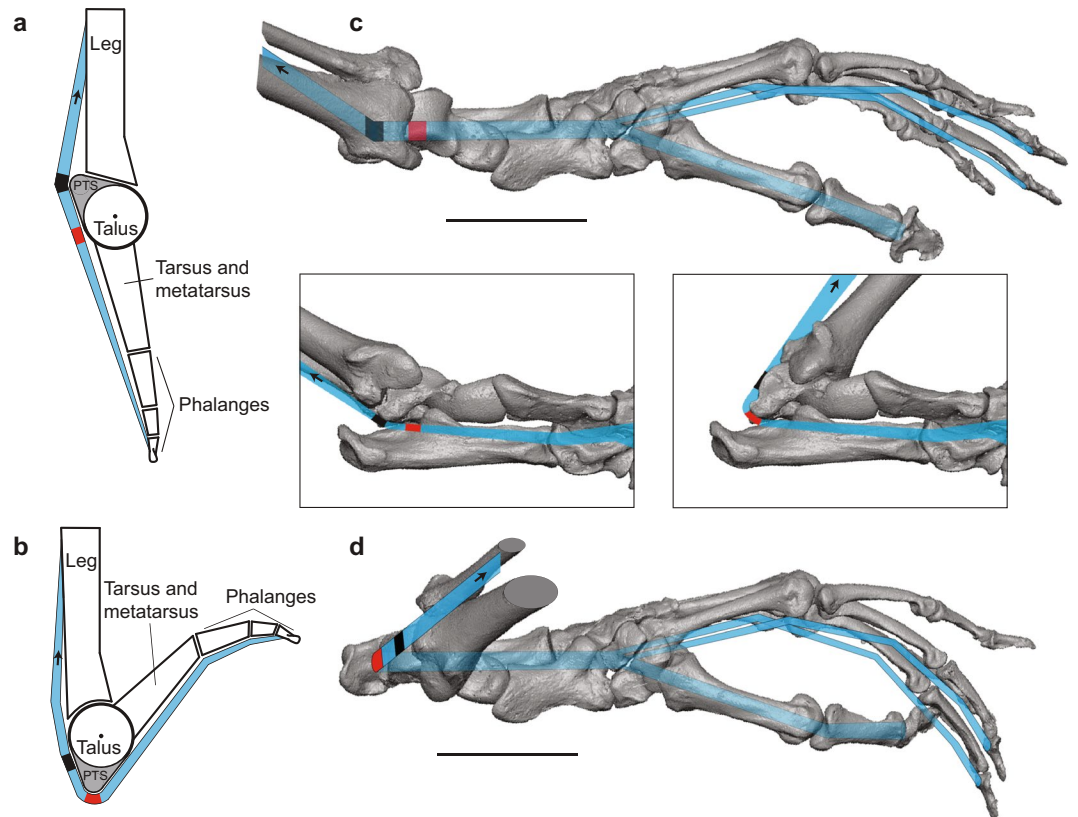 a
Leg
PTS
Talus
Tarsus and
metatarsus
Phalanges
c
b
Leg
Tarsus and
metatarsus
Phalanges
Talus
PTS
d